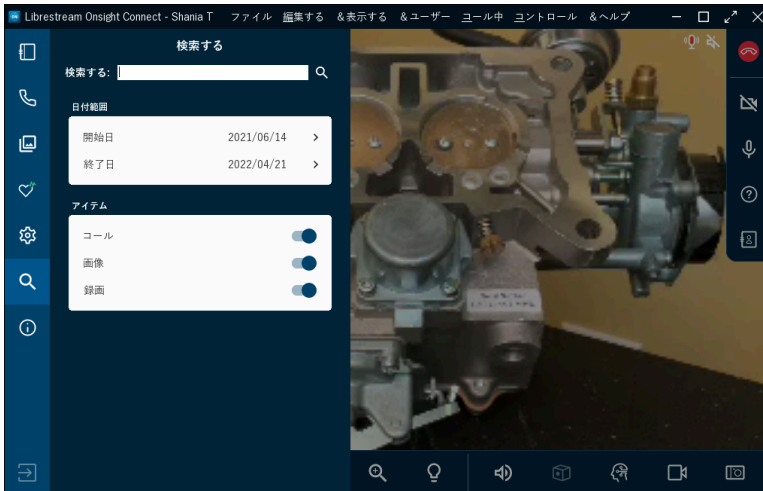 Librestream Onsight Connect - Shania T ファイル 編集する &表示する &ユーザー コール中 コントロール &ヘルプ
検索する
検索する:
日付範囲
開始日 2021/06/14
終了日 2022/04/21
アイテム
コール
画像
録画